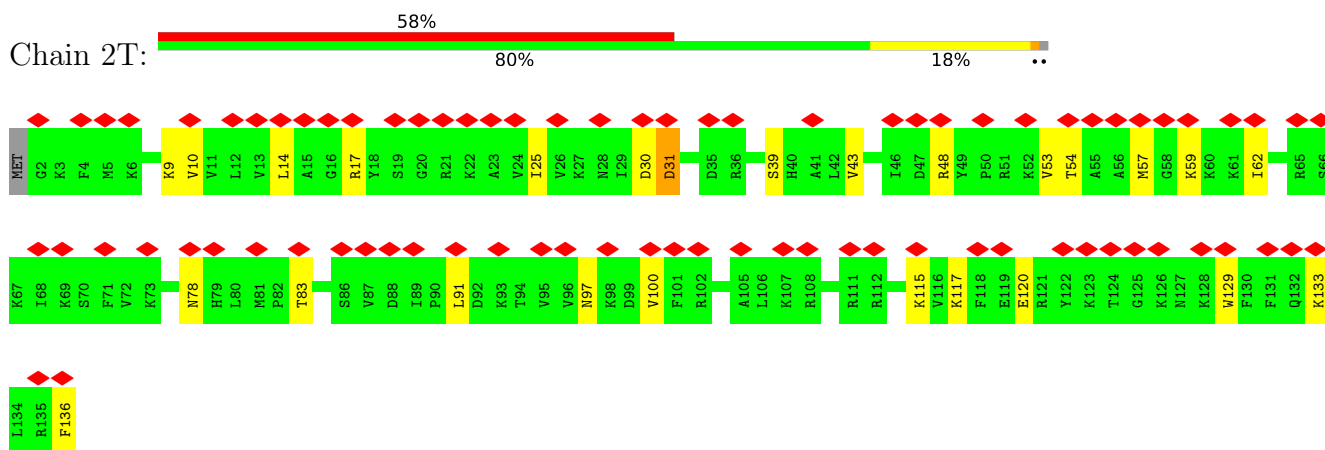 58%
Chain 2T:
80% 18% ••
MET G2 K3 F4 M5 K6 K9 V10 V11 L12 V13 L14 A15 G16 R17 Y18 S19 G20 R21 K22 A23 V24 I25 V26 K27 N28 I29 D30 D31 D35 R36 S39 H40 A41 L42 V43 I46 D47 R48 Y49 P50 R51 K52 V53 T54 A55 A56 M57 G58 K59 K60 K61 I62 R65 S66
K67 I68 K69 S70 F71 V72 K73 N78 H79 L80 M81 P82 T83 S86 V87 D88 I89 P90 L91 D92 K93 T94 V95 V96 N97 K98 D99 V100 F101 R102 A105 L106 K107 R108 R111 R112 K115 V116 K117 F118 E119 E120 R121 Y122 K123 T124 G125 K126 N127 K128 W129 F130 F131 Q132 K133
L134 R135 F136